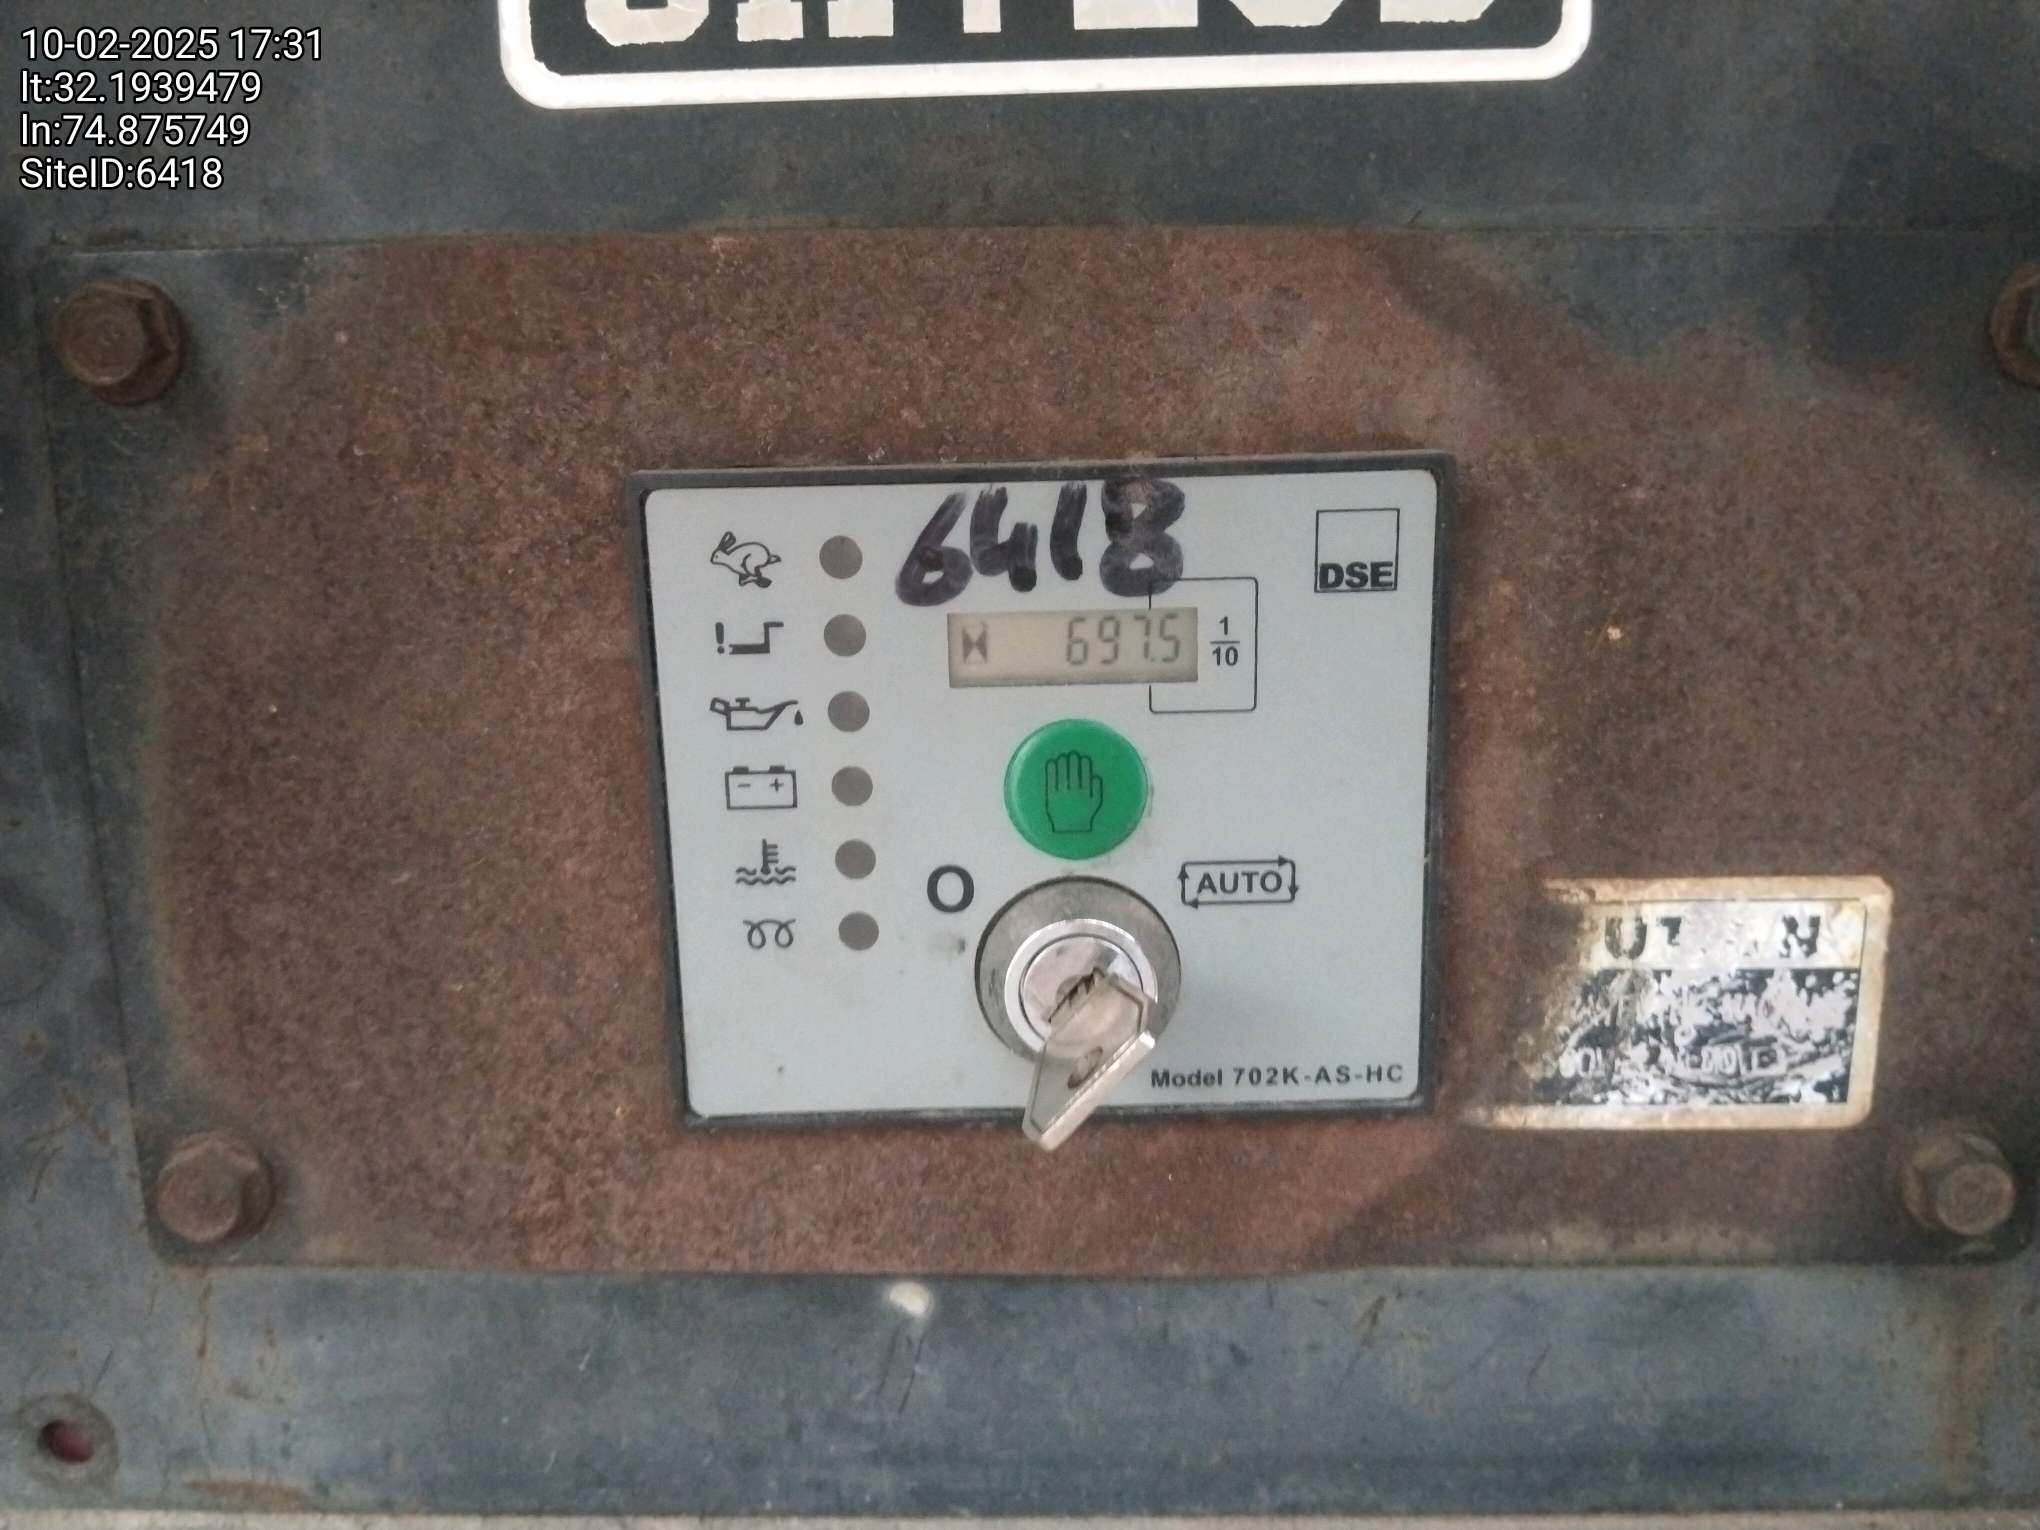 10-02-2025 17:31
lt:32.1939479
ln:74.875749
SiteID:6418
6418
DSE
697.5
1
10
O
AUTO
Model 702K-AS-HC